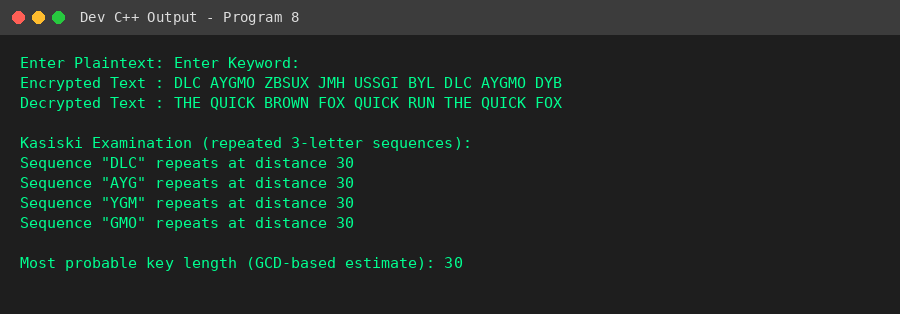 Dev C++ Output - Program 8
Enter Plaintext: Enter Keyword:
Encrypted Text : DLC AYGMO ZBSUX JMH USSGI BYL DLC AYGMO DYB
Decrypted Text : THE QUICK BROWN FOX QUICK RUN THE QUICK FOX
Kasiski Examination (repeated 3-letter sequences):
Sequence "DLC" repeats at distance 30
Sequence "AYG" repeats at distance 30
Sequence "YGM" repeats at distance 30
Sequence "GMO" repeats at distance 30
Most probable key length (GCD-based estimate): 30